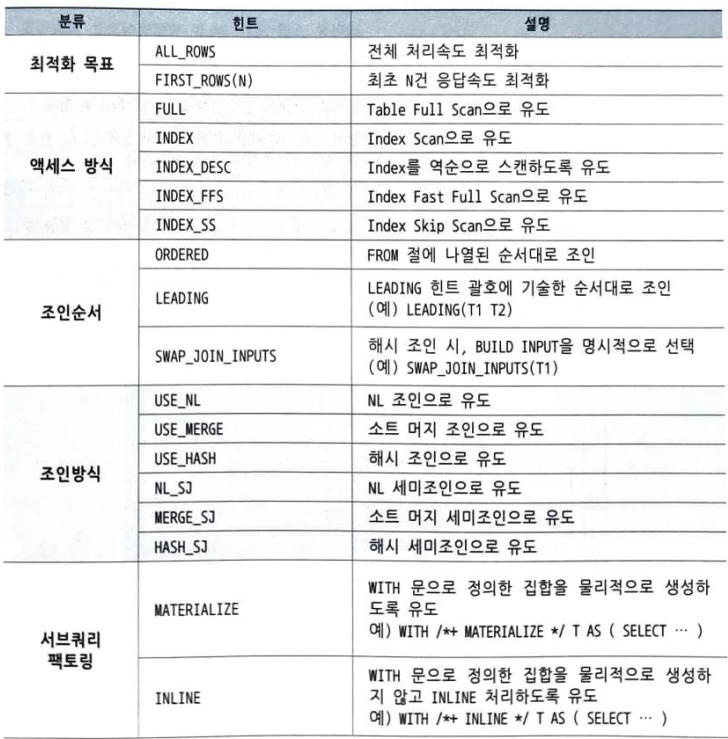 분류 힌트 설명
최적화 목표
ALL_ROWS 전체 처리속도 최적화
FIRST_ROWS(N) 최초 N건 응답속도 최적화
액세스 방식
FULL Table Full Scan으로 유도
INDEX Index Scan으로 유도
INDEX_DESC Index를 역순으로 스캔하도록 유도
INDEX_FFS Index Fast Full Scan으로 유도
INDEX_SS Index Skip Scan으로 유도
조인순서
ORDERED FROM 절에 나열된 순서대로 조인
LEADING LEADING 힌트 괄호에 기술한 순서대로 조인
(예) LEADING(T1 T2)
SWAP_JOIN_INPUTS 해시 조인 시, BUILD INPUT을 명시적으로 선택
(예) SWAP_JOIN_INPUTS(T1)
조인방식
USE_NL NL 조인으로 유도
USE_MERGE 소트 머지 조인으로 유도
USE_HASH 해시 조인으로 유도
NL_SJ NL 세미조인으로 유도
MERGE_SJ 소트 머지 세미조인으로 유도
HASH_SJ 해시 세미조인으로 유도
서브쿼리
팩토링
MATERIALIZE WITH 문으로 정의한 집합을 물리적으로 생성하
도록 유도
예) WITH /*+ MATERIALIZE */ T AS ( SELECT … )
INLINE WITH 문으로 정의한 집합을 물리적으로 생성하
지 않고 INLINE 처리하도록 유도
예) WITH /*+ INLINE */ T AS ( SELECT … )